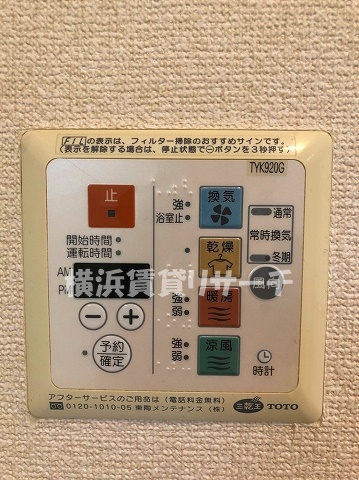 FILの表示は、フィルター掃除のおすすめサインです。
(表示を解除する場合は、停止状態で⊖ボタンを3秒押す)
TYK920G
止
強
浴室止
換気
通常
常時換気
冬期
開始時間
運転時間
乾燥
AM
PM
横浜賃貸リサーチ
強
弱
暖房
風向
− +
予約
確定
強
弱
涼風
時計
アフターサービスのご用命は(電話料金無料)
0120-1010-05 東陶メンテナンス(株)
三乾王 TOTO